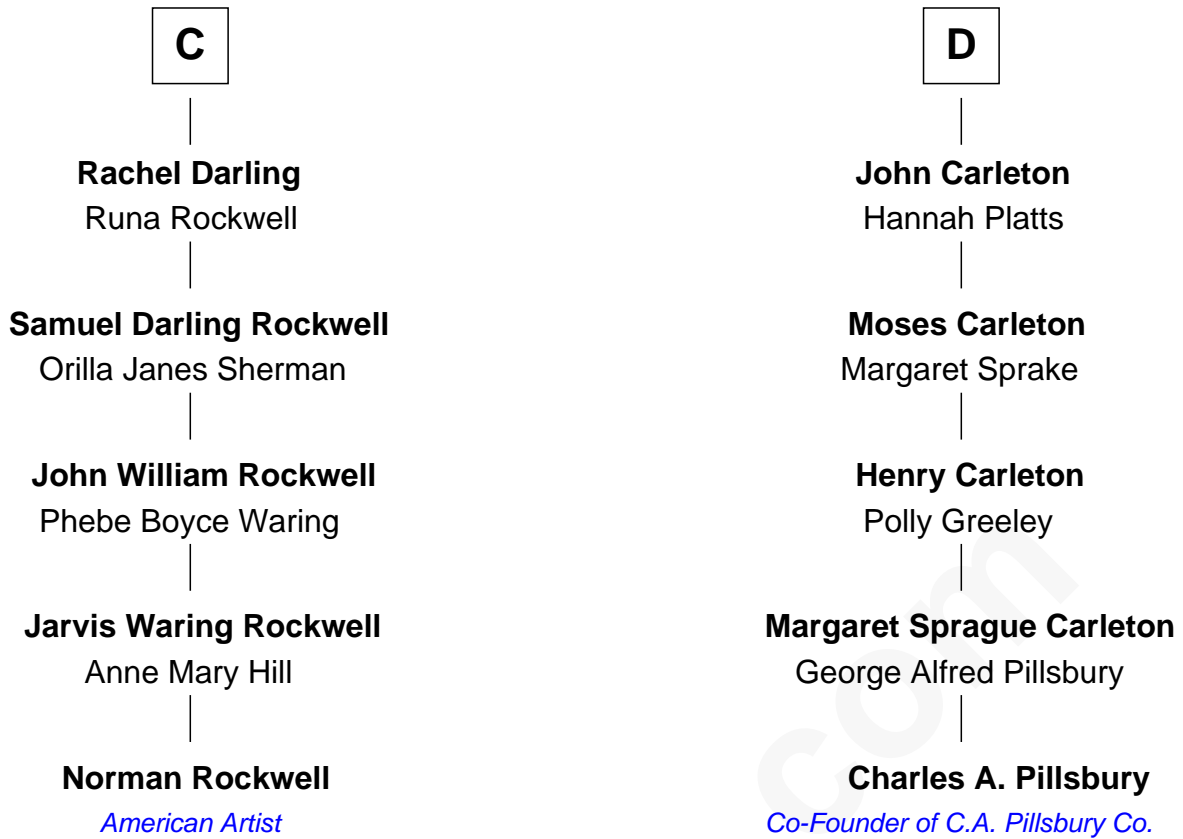 C
Rachel Darling
Runa Rockwell
Samuel Darling Rockwell
Orilla Janes Sherman
John William Rockwell
Phebe Boyce Waring
Jarvis Waring Rockwell
Anne Mary Hill
Norman Rockwell
American Artist
D
John Carleton
Hannah Platts
Moses Carleton
Margaret Sprake
Henry Carleton
Polly Greeley
Margaret Sprague Carleton
George Alfred Pillsbury
Charles A. Pillsbury
Co-Founder of C.A. Pillsbury Co.
com